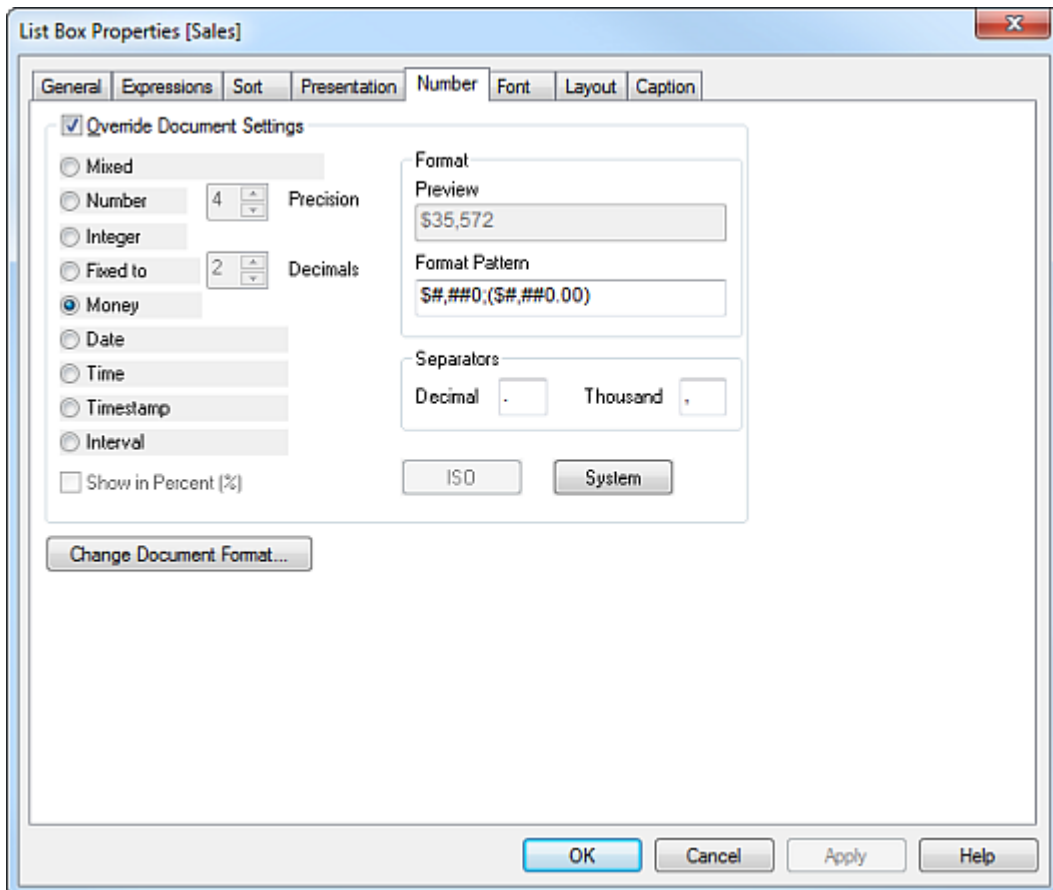 List Box Properties [Sales]
General Expressions Sort Presentation Number Font Layout Caption
Override Document Settings
Mixed
Number 4 Precision
Integer
Fixed to 2 Decimals
Money
Date
Time
Timestamp
Interval
Show in Percent (%)
Format
Preview
$35,572
Format Pattern
$#,##0;($#,##0.00)
Separators
Decimal . Thousand ,
ISO System
Change Document Format...
OK Cancel Apply Help